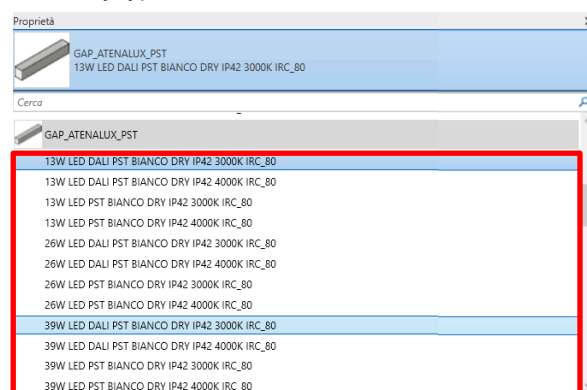 Proprietà
GAP_ATENALUX_PST
13W LED DALI PST BIANCO DRY IP42 3000K IRC_80
Cerca
GAP_ATENALUX_PST
13W LED DALI PST BIANCO DRY IP42 3000K IRC_80
13W LED DALI PST BIANCO DRY IP42 4000K IRC_80
13W LED PST BIANCO DRY IP42 3000K IRC_80
13W LED PST BIANCO DRY IP42 4000K IRC_80
26W LED DALI PST BIANCO DRY IP42 3000K IRC_80
26W LED DALI PST BIANCO DRY IP42 4000K IRC_80
26W LED PST BIANCO DRY IP42 3000K IRC_80
26W LED PST BIANCO DRY IP42 4000K IRC_80
39W LED DALI PST BIANCO DRY IP42 3000K IRC_80
39W LED DALI PST BIANCO DRY IP42 4000K IRC_80
39W LED PST BIANCO DRY IP42 3000K IRC_80
39W LED PST BIANCO DRY IP42 4000K IRC_80